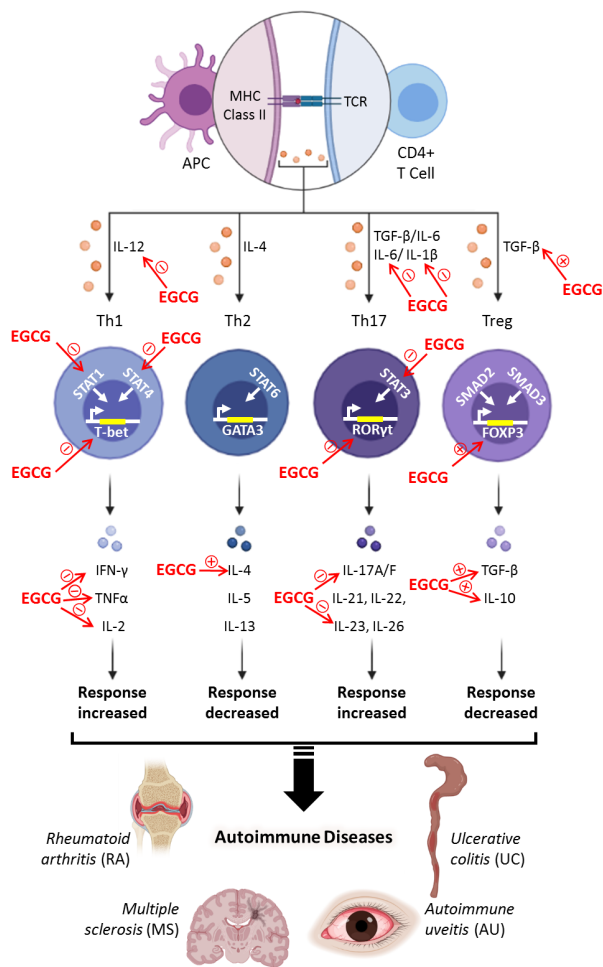 MHC
Class II
TCR
APC
CD4+
T Cell
IL-12
IL-4
TGF-β/IL-6
IL-6/ IL-1β
TGF-β
⊖
⊖
⊖
⊕
EGCG
EGCG
EGCG
Th1
Th2
Th17
Treg
EGCG
EGCG
EGCG
⊖
⊖
⊖
STAT1
STAT4
STAT6
STAT3
SMAD2
SMAD3
T-bet
GATA3
RORγt
FOXP3
⊖
⊖
⊕
EGCG
EGCG
EGCG
⊖
IFN-γ
EGCG
⊕
IL-4
⊖
IL-17A/F
⊕
TGF-β
EGCG
⊖
TNFα
IL-5
EGCG
IL-21, IL-22,
EGCG
⊕
IL-10
⊖
IL-2
IL-13
⊖
IL-23, IL-26
Response
increased
Response
decreased
Response
increased
Response
decreased
Autoimmune Diseases
Rheumatoid
arthritis (RA)
Ulcerative
colitis (UC)
Multiple
sclerosis (MS)
Autoimmune
uveitis (AU)